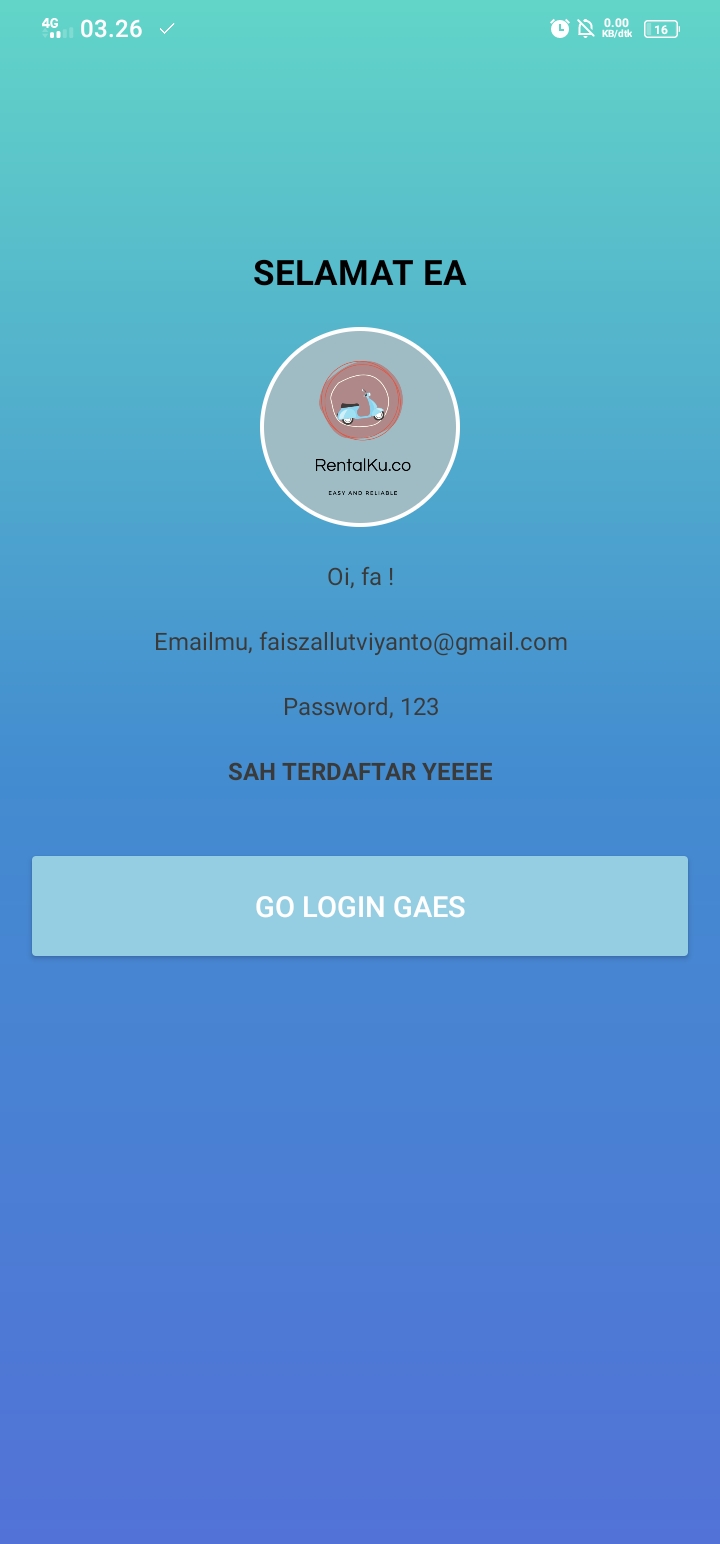 4G 03.26 0.00 KB/dtk 16
SELAMAT EA
RentalKu.co
EASY AND RELIABLE
Oi, fa !
Emailmu, faiszallutviyanto@gmail.com
Password, 123
SAH TERDAFTAR YEEEE
GO LOGIN GAES